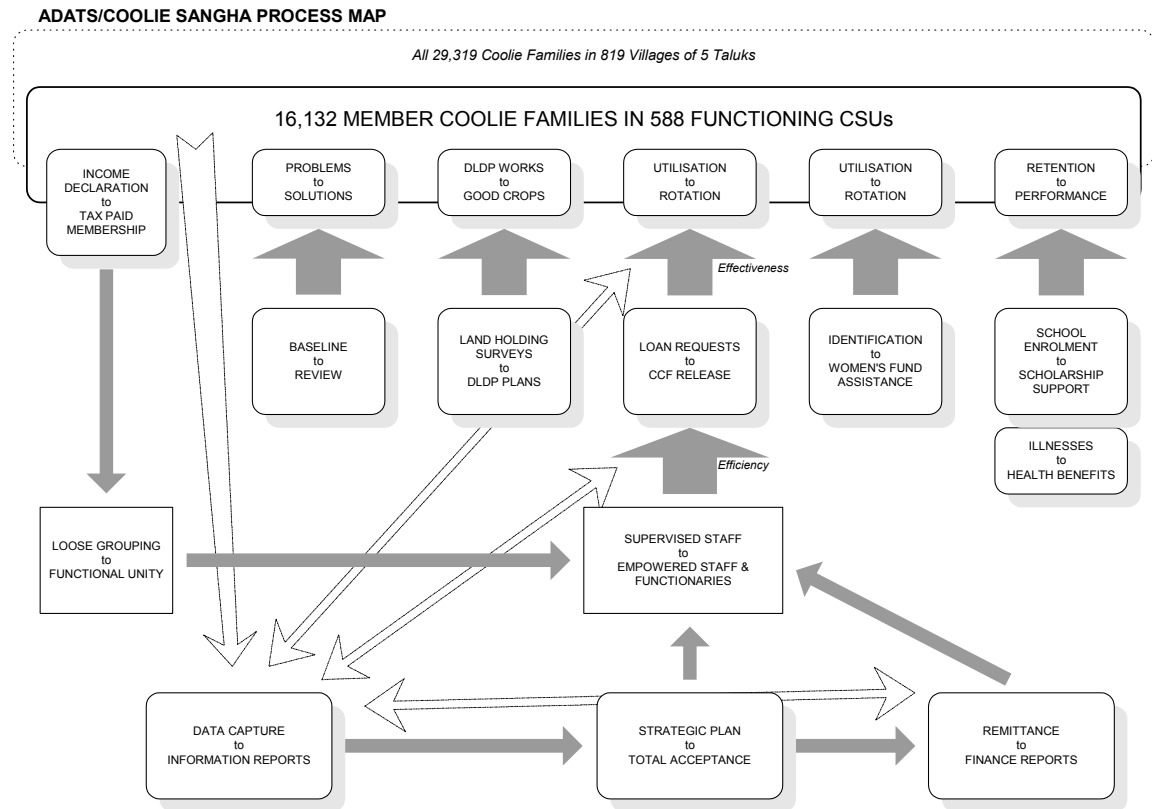 ADATS/COOLIE SANGHA PROCESS MAP
All 29,319 Coolie Families in 819 Villages of 5 Taluks
16,132 MEMBER COOLIE FAMILIES IN 588 FUNCTIONING CSUs
INCOME
DECLARATION
to
TAX PAID
MEMBERSHIP
PROBLEMS
to
SOLUTIONS
DLDP WORKS
to
GOOD CROPS
UTILISATION
to
ROTATION
UTILISATION
to
ROTATION
RETENTION
to
PERFORMANCE
Effectiveness
BASELINE
to
REVIEW
LAND HOLDING
SURVEYS
to
DLDP PLANS
LOAN REQUESTS
to
CCF RELEASE
IDENTIFICATION
to
WOMEN'S FUND
ASSISTANCE
SCHOOL
ENROLMENT
to
SCHOLARSHIP
SUPPORT
ILLNESSES
to
HEALTH BENEFITS
Efficiency
LOOSE GROUPING
to
FUNCTIONAL UNITY
SUPERVISED STAFF
to
EMPOWERED STAFF &
FUNCTIONARIES
DATA CAPTURE
to
INFORMATION REPORTS
STRATEGIC PLAN
to
TOTAL ACCEPTANCE
REMITTANCE
to
FINANCE REPORTS